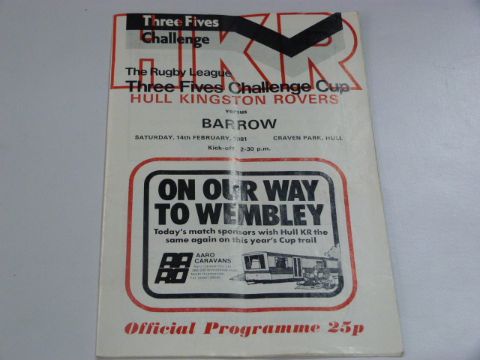 Three Fives
Challenge
HKR
The Rugby League
Three Fives Challenge Cup
HULL KINGSTON ROVERS
versus
BARROW
SATURDAY, 14th FEBRUARY, 1981 CRAVEN PARK, HULL
Kick-off 2-30 p.m.
ON OUR WAY
TO WEMBLEY
Today's match sponsors wish Hull KR the
same again on this year's Cup trail
AARO
CARAVANS
Official Programme 25p